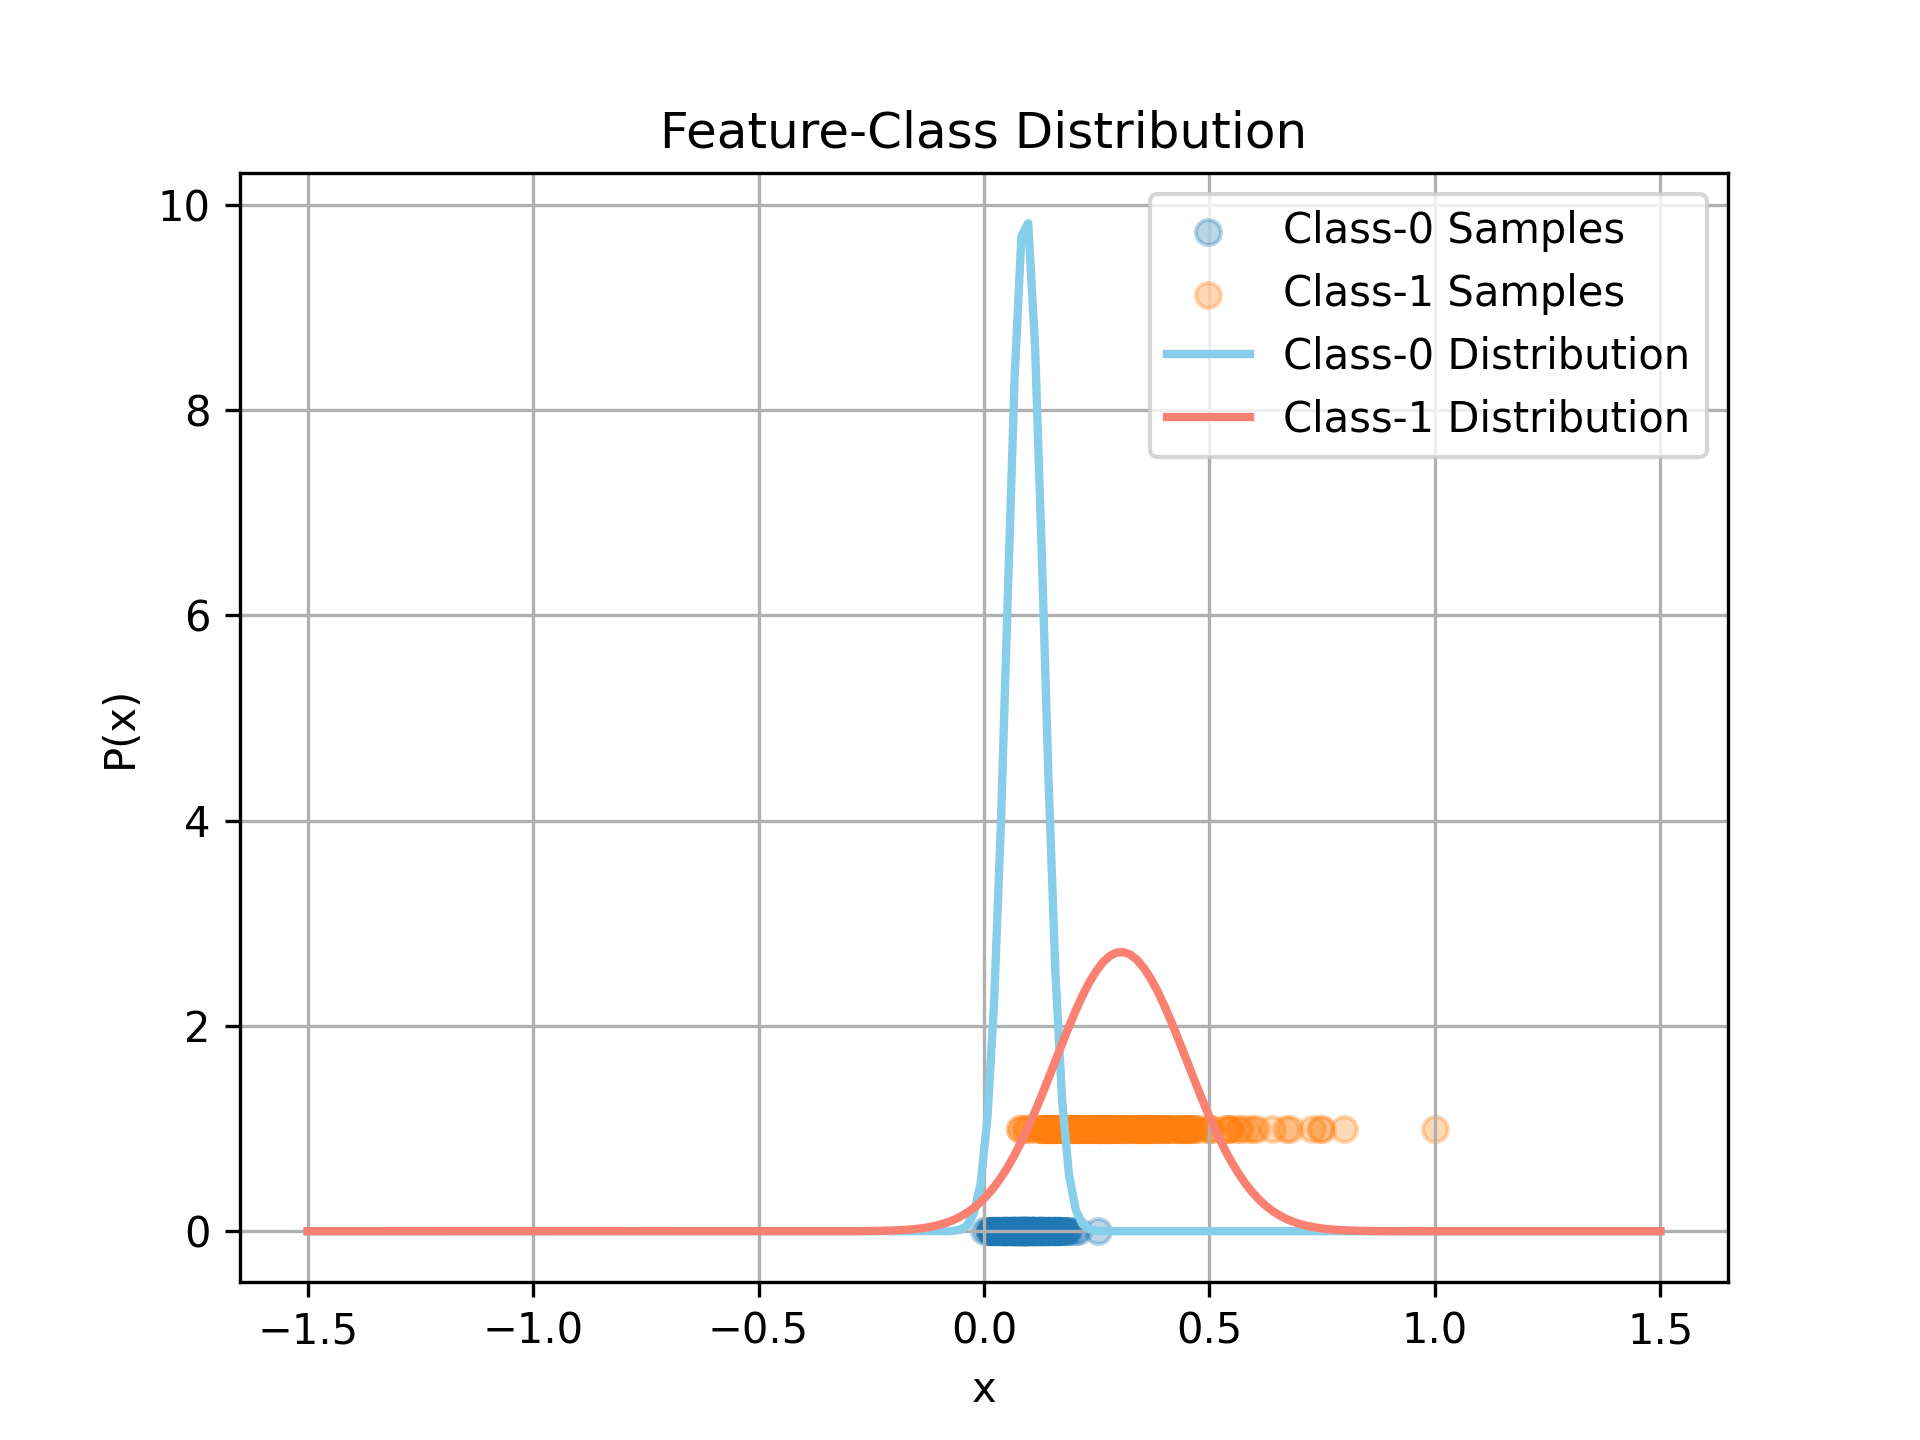 Feature-Class Distribution
10
8
6
4
2
0
P(x)
Class-0 Samples
Class-1 Samples
Class-0 Distribution
Class-1 Distribution
−1.5 −1.0 −0.5 0.0 0.5 1.0 1.5
x